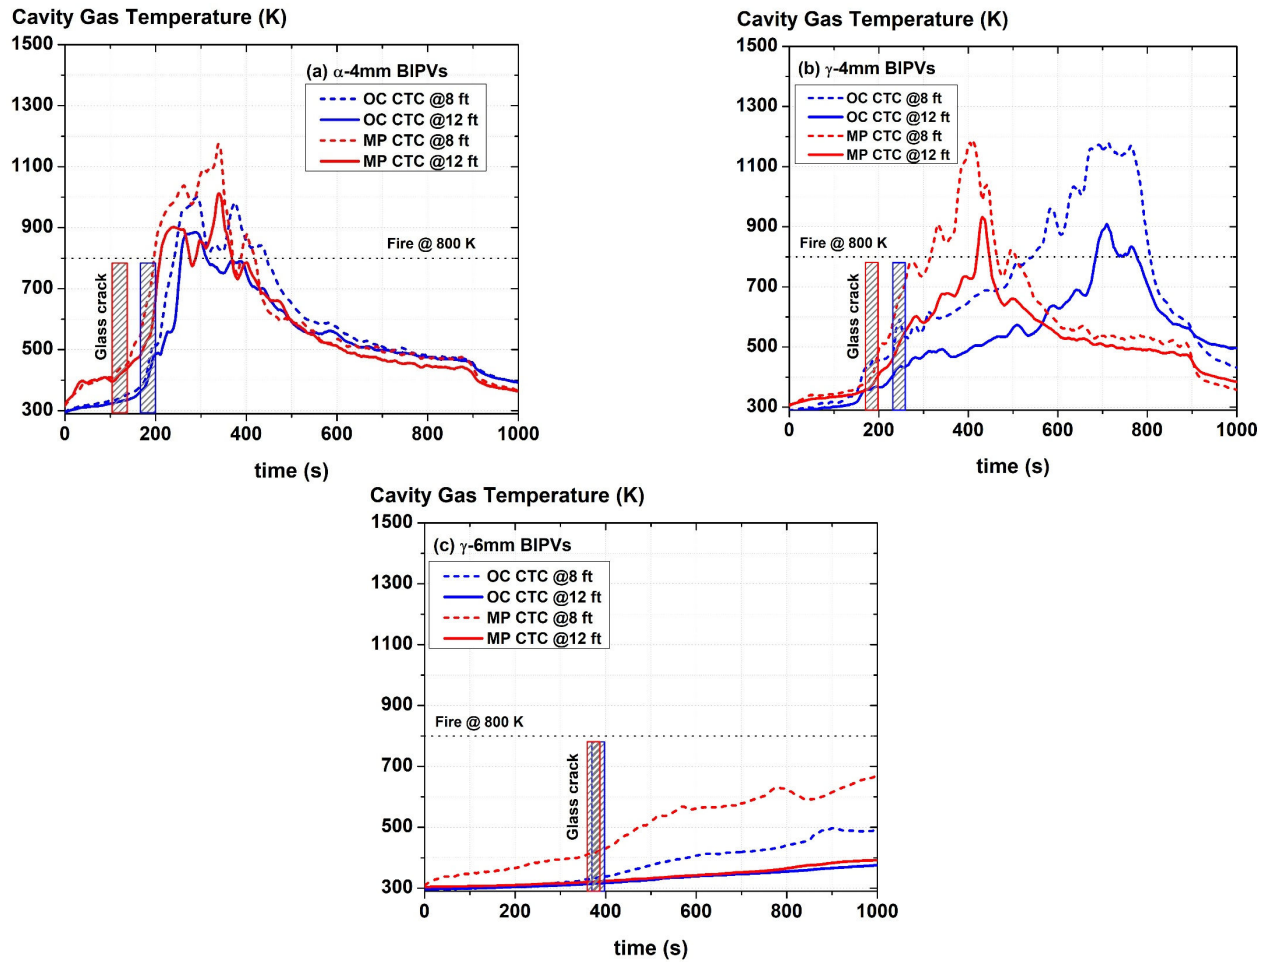 Cavity Gas Temperature (K)
1500
1300
1100
900
700
500
300
(a) α-4mm BIPVs
OC CTC @8 ft
OC CTC @12 ft
MP CTC @8 ft
MP CTC @12 ft
Fire @ 800 K
Glass crack
0 200 400 600 800 1000
time (s)
Cavity Gas Temperature (K)
1500
1300
1100
900
700
500
300
(b) γ-4mm BIPVs
OC CTC @8 ft
OC CTC @12 ft
MP CTC @8 ft
MP CTC @12 ft
Fire @ 800 K
Glass crack
0 200 400 600 800 1000
time (s)
Cavity Gas Temperature (K)
1500
1300
1100
900
700
500
300
(c) γ-6mm BIPVs
OC CTC @8 ft
OC CTC @12 ft
MP CTC @8 ft
MP CTC @12 ft
Fire @ 800 K
Glass crack
0 200 400 600 800 1000
time (s)